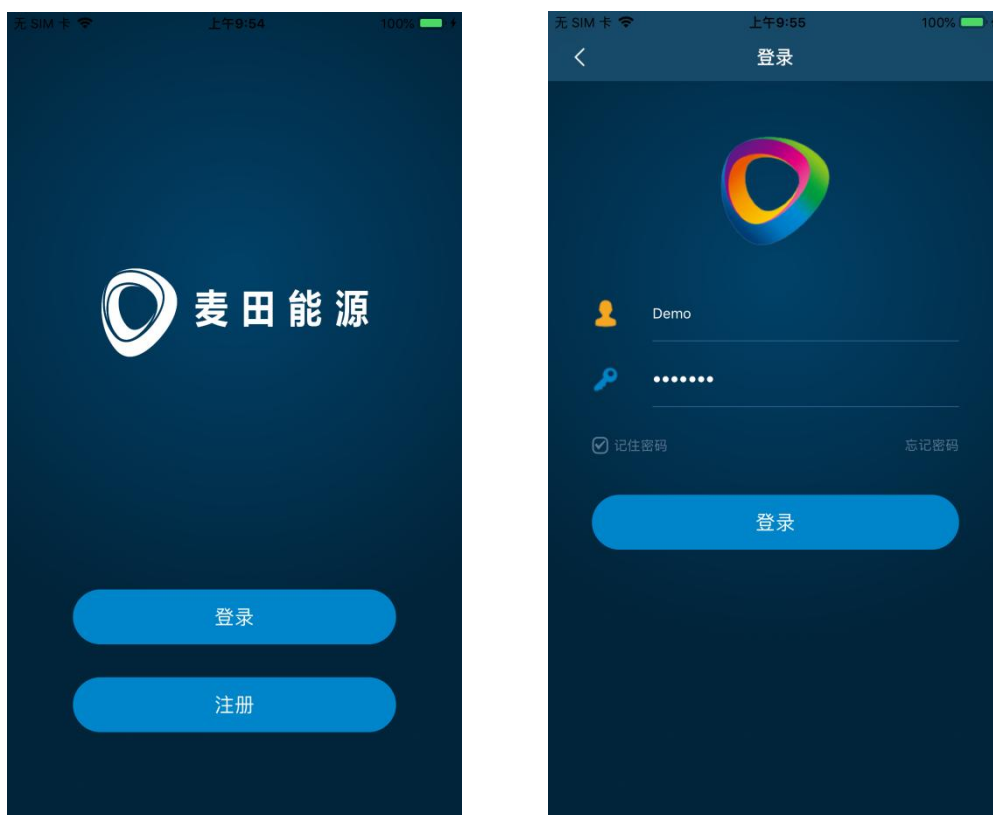 无 SIM 卡 上午9:54 100%
麦田能源
登录
注册
无 SIM 卡 上午9:55 100%
登录
Demo
•••••••
记住密码 忘记密码
登录